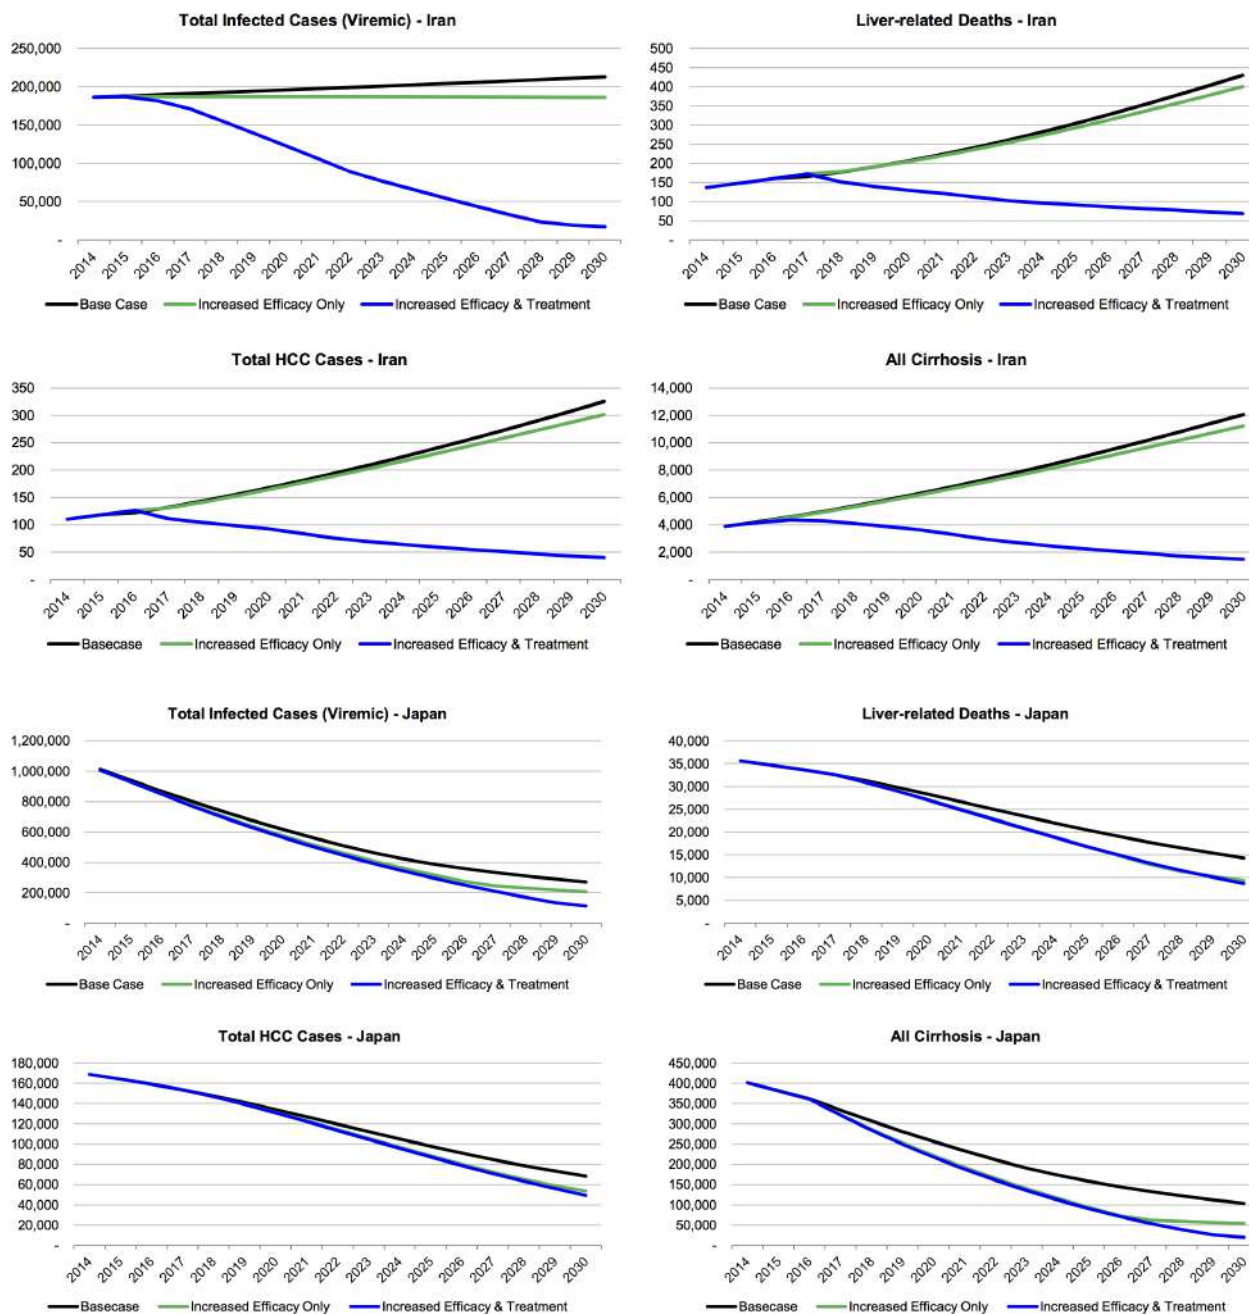 Total Infected Cases (Viremic) - Iran
250,000
200,000
150,000
100,000
50,000
-
2014 2015 2016 2017 2018 2019 2020 2021 2022 2023 2024 2025 2026 2027 2028 2029 2030
Base Case Increased Efficacy Only Increased Efficacy & Treatment
Liver-related Deaths - Iran
500
450
400
350
300
250
200
150
100
50
-
2014 2015 2016 2017 2018 2019 2020 2021 2022 2023 2024 2025 2026 2027 2028 2029 2030
Base Case Increased Efficacy Only Increased Efficacy & Treatment
Total HCC Cases - Iran
350
300
250
200
150
100
50
-
2014 2015 2016 2017 2018 2019 2020 2021 2022 2023 2024 2025 2026 2027 2028 2029 2030
Basecase Increased Efficacy Only Increased Efficacy & Treatment
All Cirrhosis - Iran
14,000
12,000
10,000
8,000
6,000
4,000
2,000
-
2014 2015 2016 2017 2018 2019 2020 2021 2022 2023 2024 2025 2026 2027 2028 2029 2030
Basecase Increased Efficacy Only Increased Efficacy & Treatment
Total Infected Cases (Viremic) - Japan
1,200,000
1,000,000
800,000
600,000
400,000
200,000
-
2014 2015 2016 2017 2018 2019 2020 2021 2022 2023 2024 2025 2026 2027 2028 2029 2030
Base Case Increased Efficacy Only Increased Efficacy & Treatment
Liver-related Deaths - Japan
40,000
35,000
30,000
25,000
20,000
15,000
10,000
5,000
-
2014 2015 2016 2017 2018 2019 2020 2021 2022 2023 2024 2025 2026 2027 2028 2029 2030
Base Case Increased Efficacy Only Increased Efficacy & Treatment
Total HCC Cases - Japan
180,000
160,000
140,000
120,000
100,000
80,000
60,000
40,000
20,000
-
2014 2015 2016 2017 2018 2019 2020 2021 2022 2023 2024 2025 2026 2027 2028 2029 2030
Basecase Increased Efficacy Only Increased Efficacy & Treatment
All Cirrhosis - Japan
450,000
400,000
350,000
300,000
250,000
200,000
150,000
100,000
50,000
-
2014 2015 2016 2017 2018 2019 2020 2021 2022 2023 2024 2025 2026 2027 2028 2029 2030
Basecase Increased Efficacy Only Increased Efficacy & Treatment